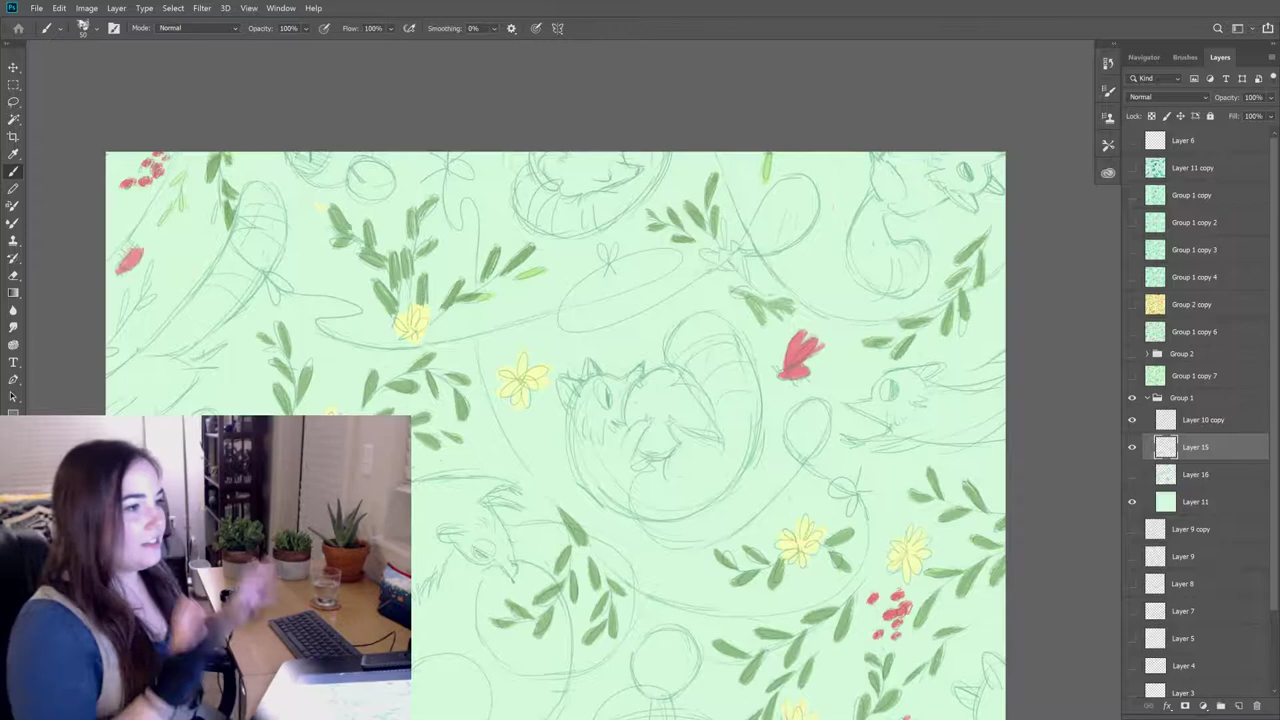 Ps File Edit Image Layer Type Select Filter 3D View Window Help
50 Mode: Normal Opacity: 100% Flow: 100% Smoothing: 0%
Navigator Brushes Layers
Kind
Normal Opacity: 100%
Lock: Fill: 100%
Layer 6
Layer 11 copy
Group 1 copy
Group 1 copy 2
Group 1 copy 3
Group 1 copy 4
Group 2 copy
Group 1 copy 6
Group 2
Group 1 copy 7
Group 1
Layer 10 copy
Layer 15
Layer 16
Layer 11
Layer 9 copy
Layer 9
Layer 8
Layer 7
Layer 5
Layer 4
Layer 3
fx